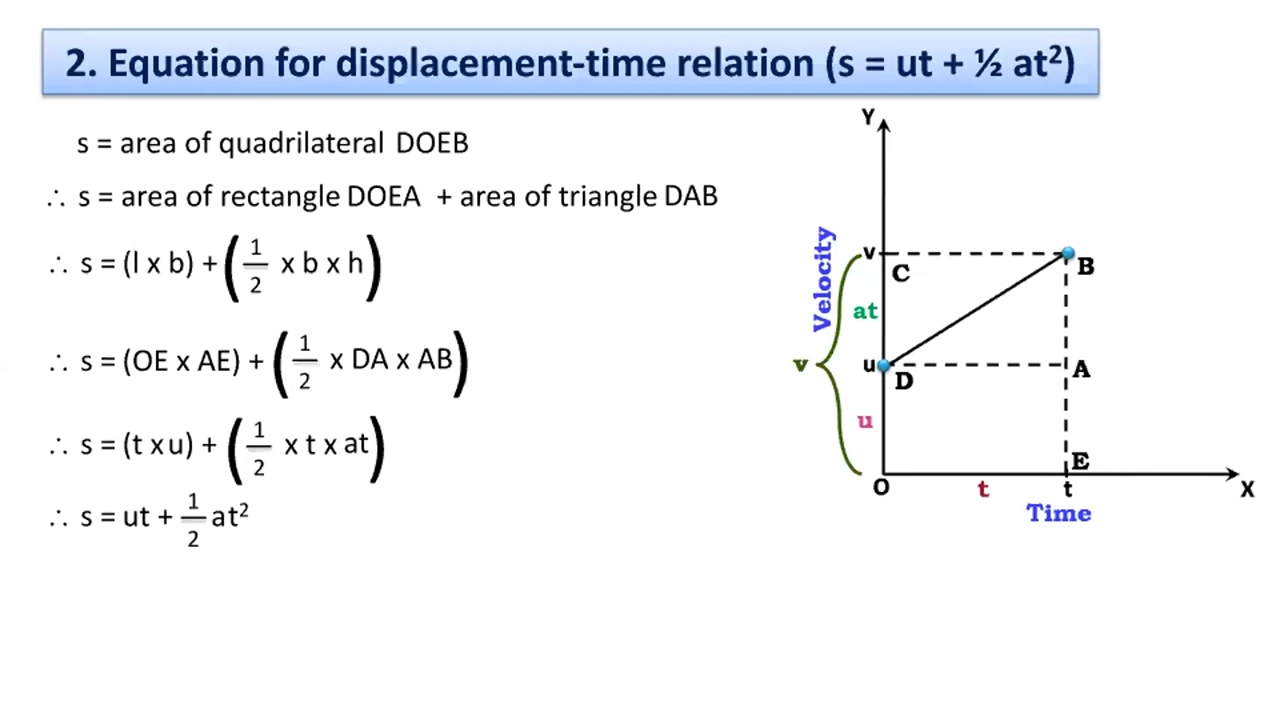 2. Equation for displacement-time relation (s = ut + ½ at²)
s = area of quadrilateral DOEB
∴ s = area of rectangle DOEA + area of triangle DAB
∴ s = (l x b) + (1/2 x b x h)
∴ s = (OE x AE) + (1/2 x DA x AB)
∴ s = (t x u) + (1/2 x t x at)
∴ s = ut + 1/2 at²
Y
Velocity
v
C
B
at
v
u
D
A
u
E
O
t
t
X
Time